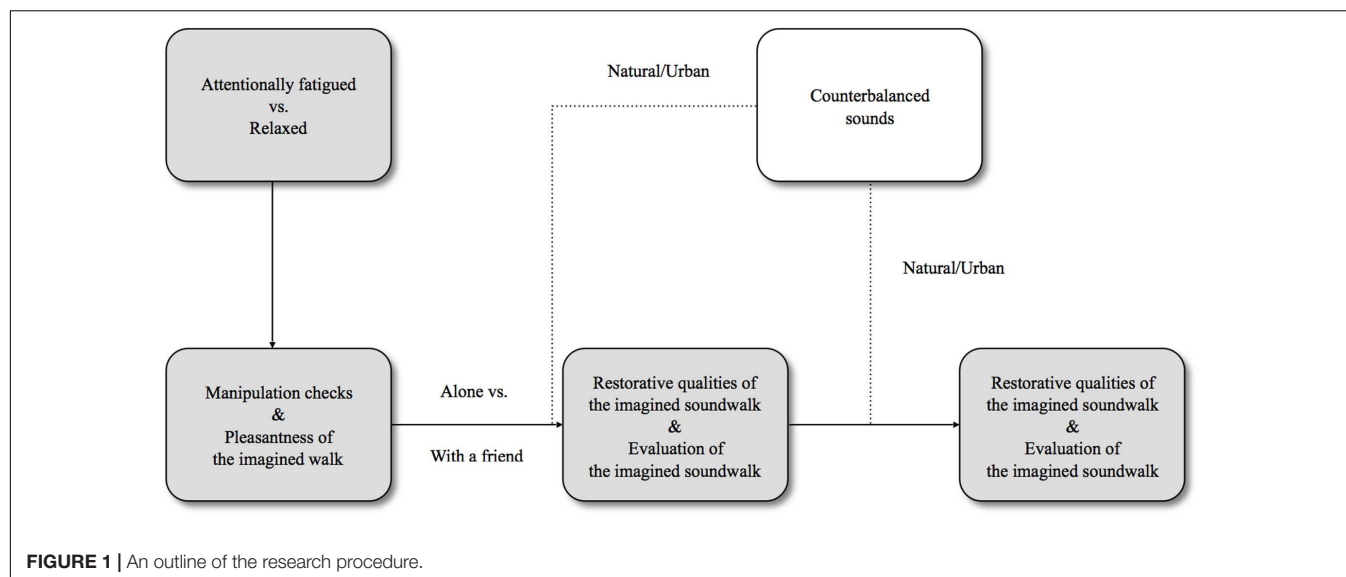 Attentionally fatigued
vs.
Relaxed
Natural/Urban
Counterbalanced
sounds
Natural/Urban
Manipulation checks
&
Pleasantness of
the imagined walk
Alone vs.
With a friend
Restorative qualities of
the imagined soundwalk
&
Evaluation of
the imagined soundwalk
Restorative qualities of
the imagined soundwalk
&
Evaluation of
the imagined soundwalk
FIGURE 1 | An outline of the research procedure.